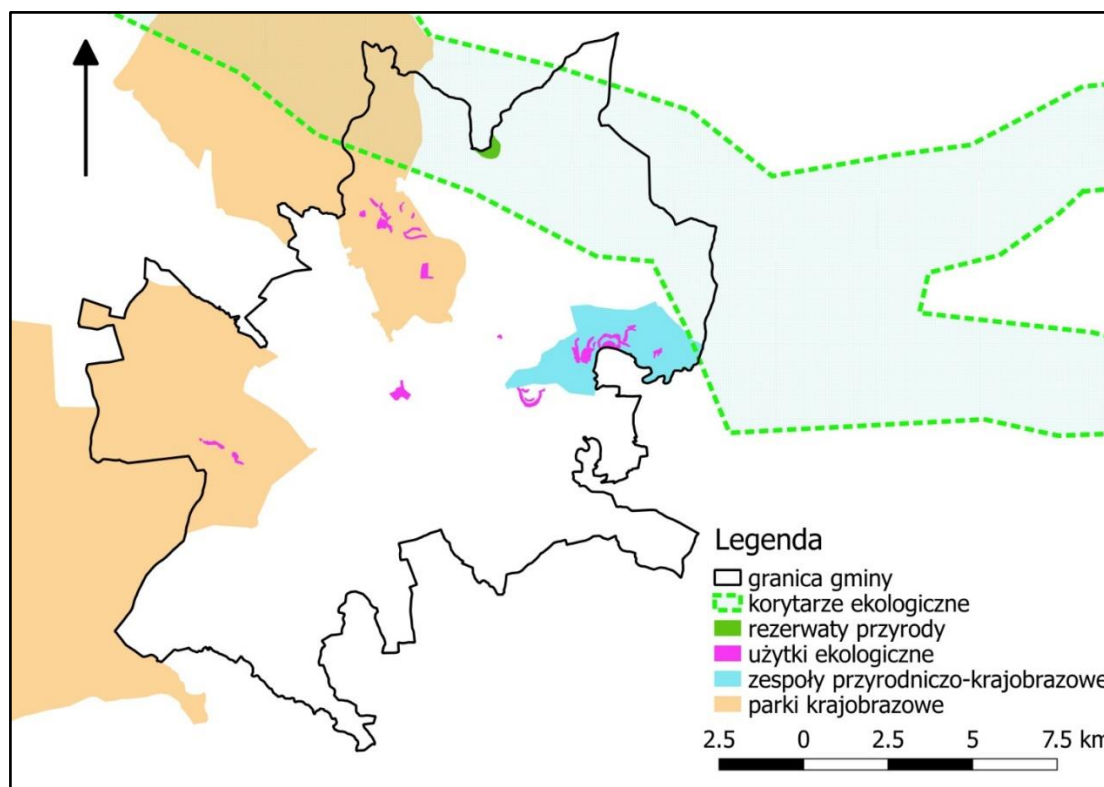 Legenda
granica gminy
korytarze ekologiczne
rezerwaty przyrody
użytki ekologiczne
zespoły przyrodniczo-krajobrazowe
parki krajobrazowe
2.5 0 2.5 5 7.5 km